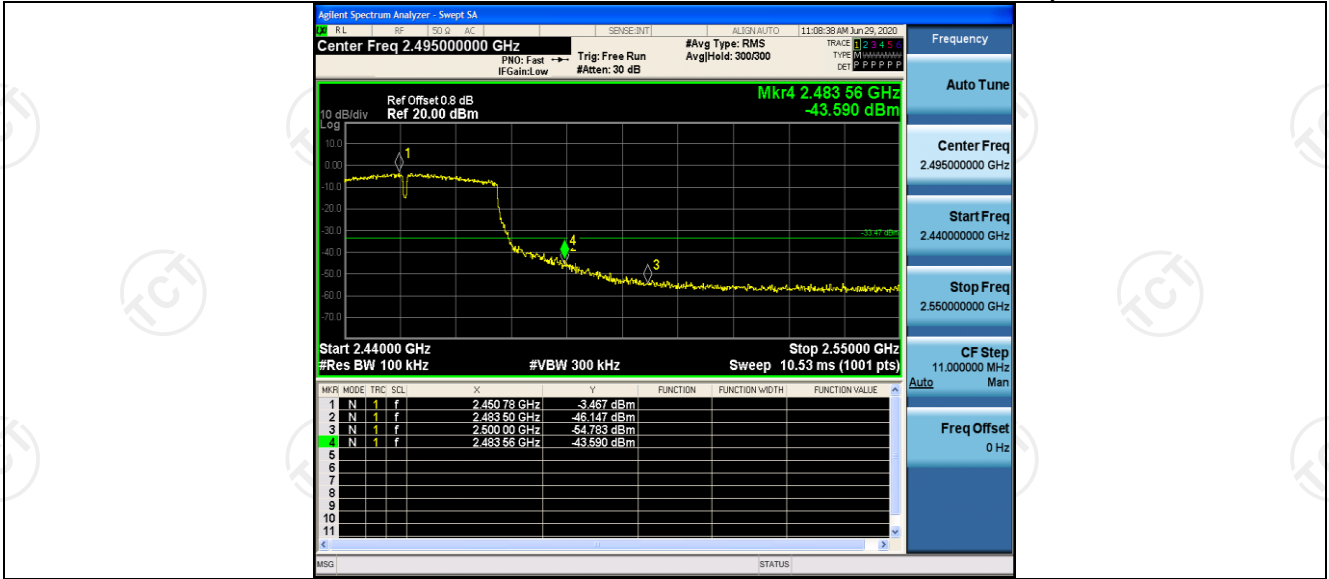 Agilent Spectrum Analyzer - Swept SA
RL RF 50 Ω AC SENSE:INT ALIGN AUTO 11:08:38 AM Jun 29, 2020
Center Freq 2.495000000 GHz
PNO: Fast
IFGain:Low
Trig: Free Run
#Atten: 30 dB
#Avg Type: RMS
Avg|Hold: 300/300
TRACE 1 2 3 4 5 6
TYPE M
DET P P P P P P
Mkr4 2.483 56 GHz
-43.590 dBm
Ref Offset 0.8 dB
10 dB/div Ref 20.00 dBm
Log
10.0
0.00
-10.0
-20.0
-30.0
-40.0
-50.0
-60.0
-70.0
1
4
3
-33.47 dBm
Start 2.44000 GHz Stop 2.55000 GHz
#Res BW 100 kHz #VBW 300 kHz Sweep 10.53 ms (1001 pts)
MKR MODE TRC SCL X Y FUNCTION FUNCTION WIDTH FUNCTION VALUE
1 N 1 f 2.450 78 GHz -3.467 dBm
2 N 1 f 2.483 50 GHz -46.147 dBm
3 N 1 f 2.500 00 GHz -54.783 dBm
4 N 1 f 2.483 56 GHz -43.590 dBm
5
6
7
8
9
10
11
MSG STATUS
Frequency
Auto Tune
Center Freq
2.495000000 GHz
Start Freq
2.440000000 GHz
Stop Freq
2.550000000 GHz
CF Step
11.000000 MHz
Auto Man
Freq Offset
0 Hz
TCT
TCT
TCT
TCT
TCT
TCT